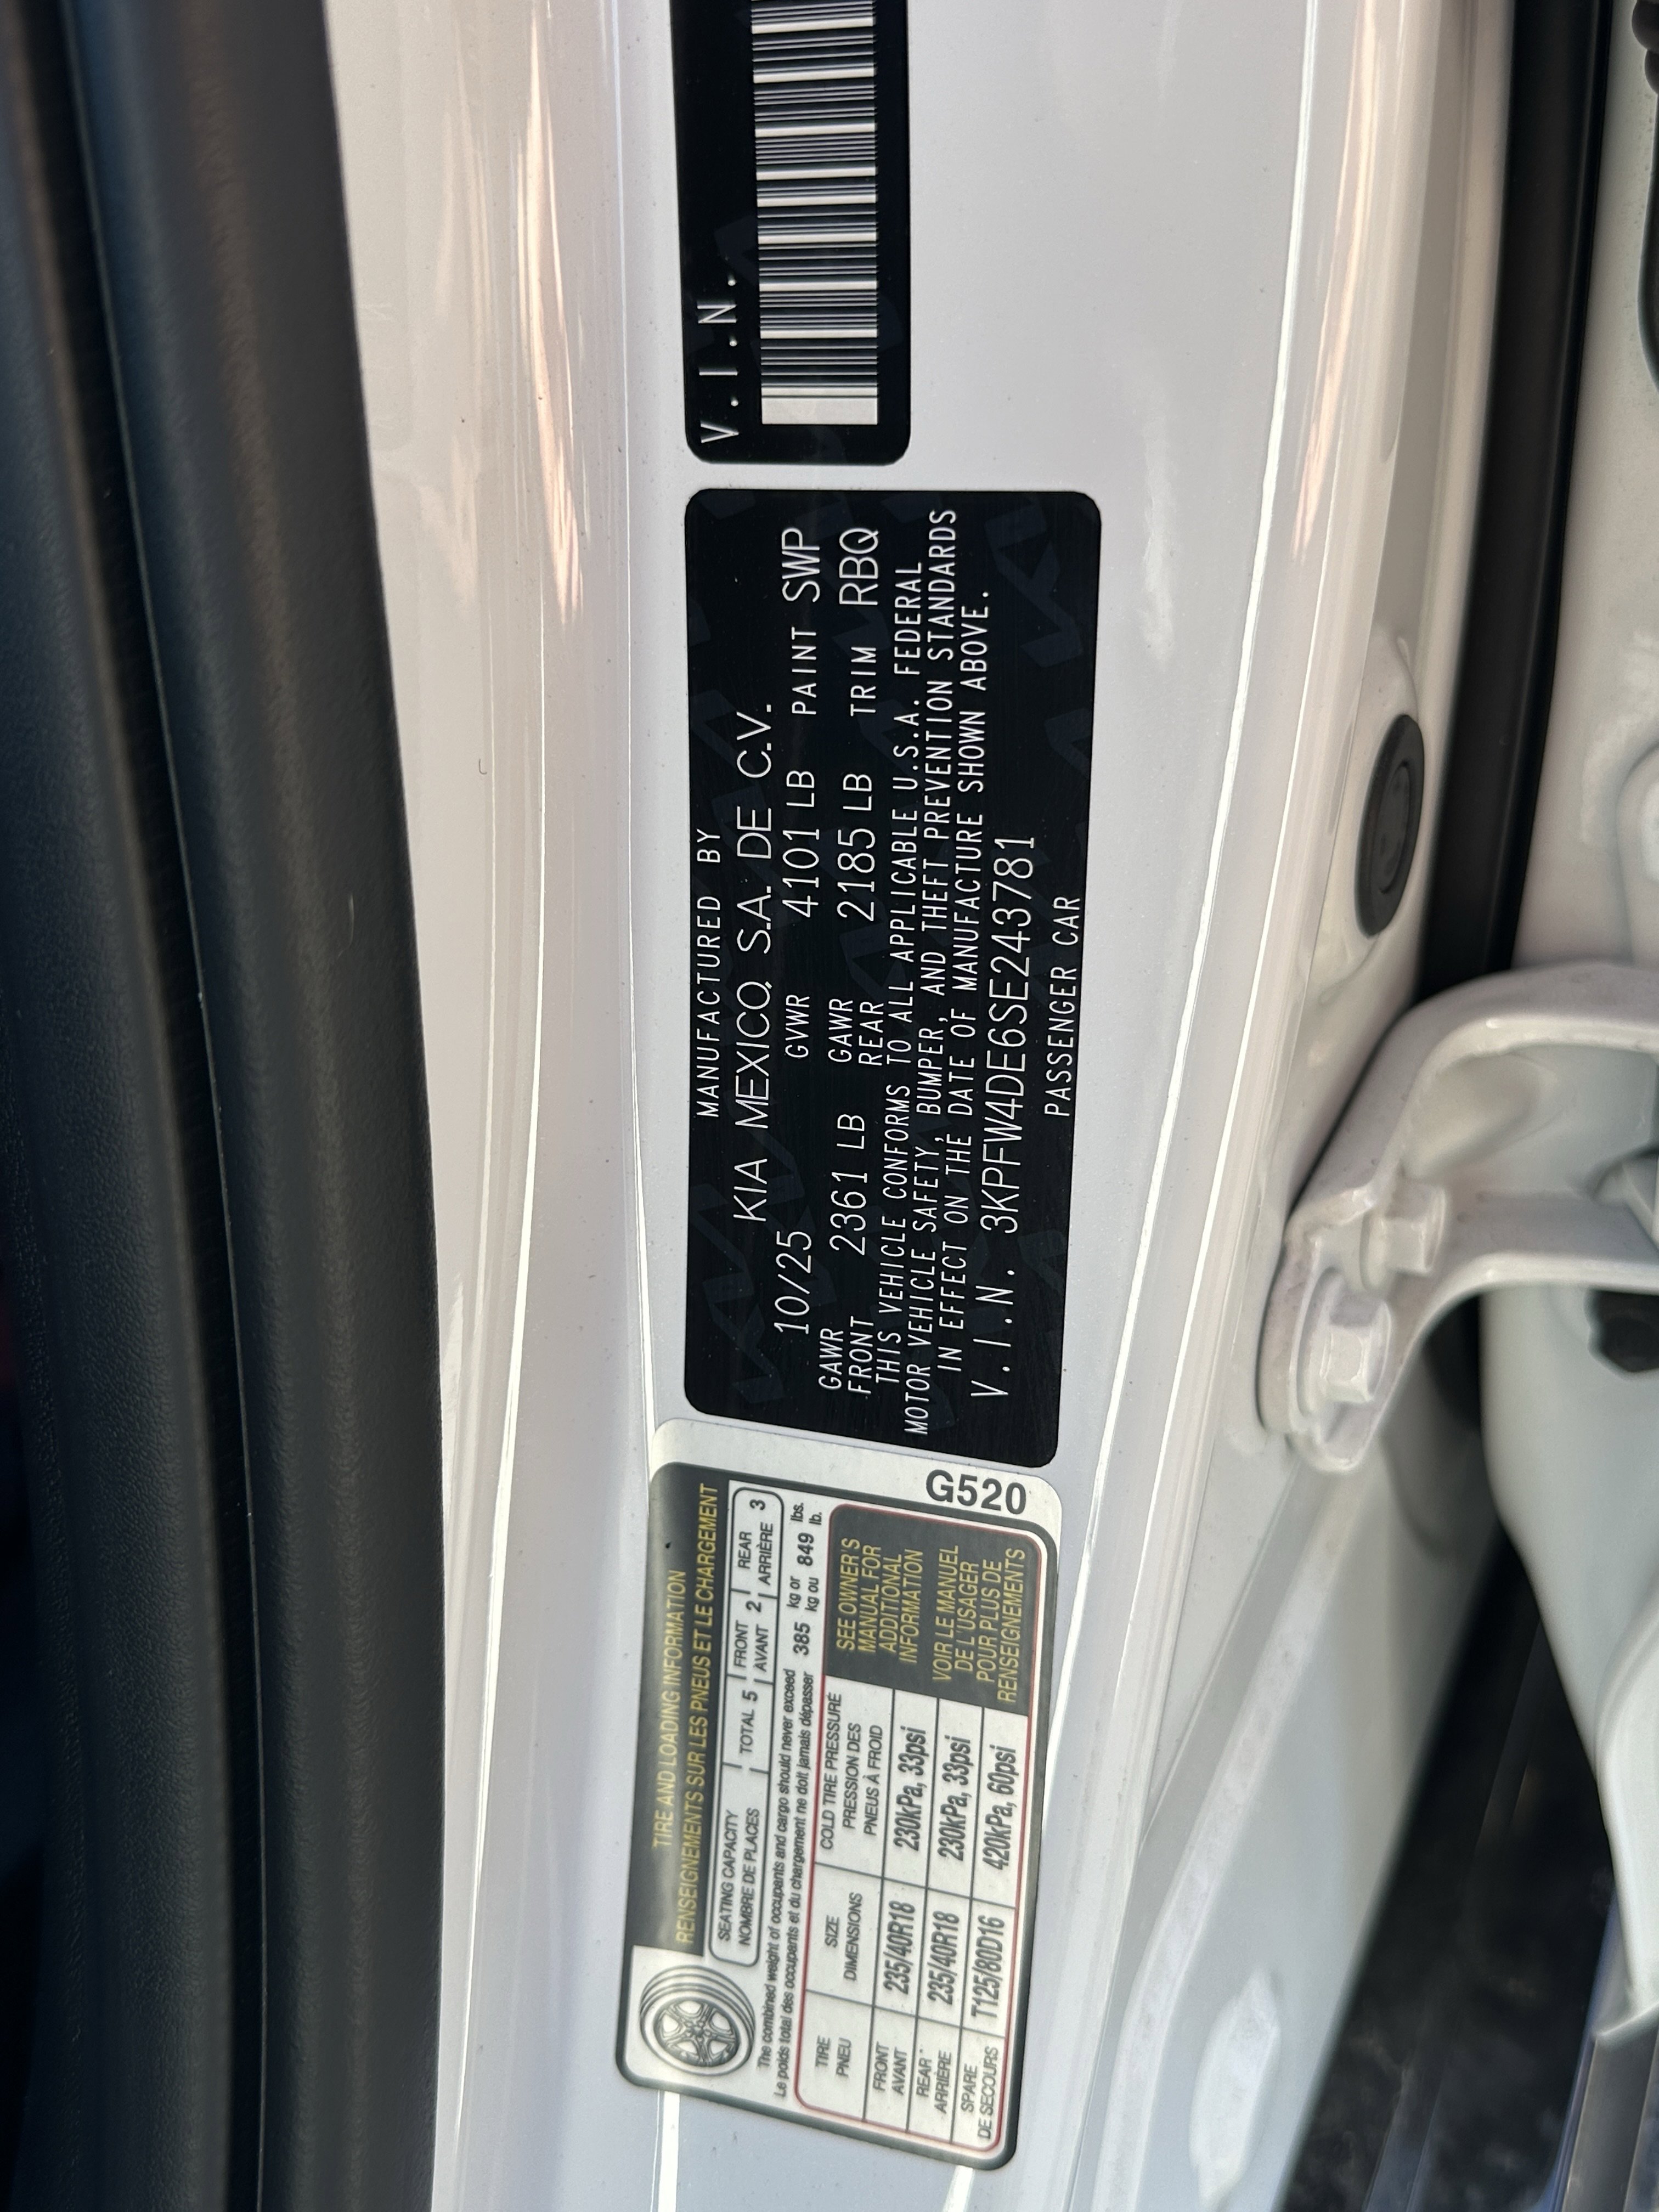 V.I.N.
MANUFACTURED BY
KIA MEXICO, S.A. DE C.V.
10/25 GVWR 4101 LB PAINT SWP
GAWR FRONT 2361 LB GAWR REAR 2185 LB TRIM RBQ
THIS VEHICLE CONFORMS TO ALL APPLICABLE U.S.A. FEDERAL
MOTOR VEHICLE SAFETY, BUMPER, AND THEFT PREVENTION STANDARDS
IN EFFECT ON THE DATE OF MANUFACTURE SHOWN ABOVE.
V.I.N. 3KPFW4DE6SE243781
PASSENGER CAR
TIRE AND LOADING INFORMATION
RENSEIGNEMENTS SUR LES PNEUS ET LE CHARGEMENT
SEATING CAPACITY
NOMBRE DE PLACES
TOTAL 5
FRONT
AVANT 2
REAR
ARRIÈRE 3
The combined weight of occupants and cargo should never exceed 385 kg or 849 lbs.
Le poids total des occupants et du chargement ne doit jamais dépasser kg ou lb.
TIRE
PNEU
SIZE
DIMENSIONS
COLD TIRE PRESSURE
PRESSION DES
PNEUS À FROID
FRONT
AVANT
235/40R18
230kPa, 33psi
REAR
ARRIÈRE
235/40R18
230kPa, 33psi
SPARE
DE SECOURS
T125/80D16
420kPa, 60psi
SEE OWNER'S
MANUAL FOR
ADDITIONAL
INFORMATION
VOIR LE MANUEL
DE L'USAGER
POUR PLUS DE
RENSEIGNEMENTS
G520